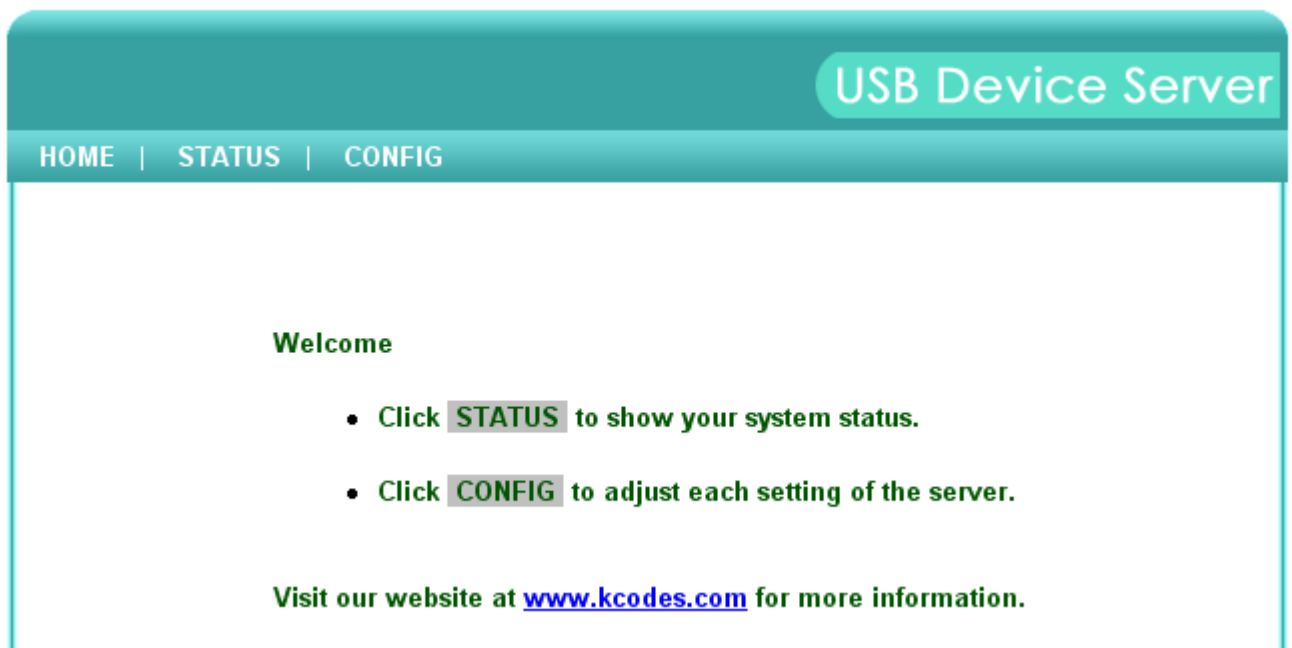 USB Device Server
HOME | STATUS | CONFIG
Welcome
Click STATUS to show your system status.
Click CONFIG to adjust each setting of the server.
Visit our website at www.kcodes.com for more information.